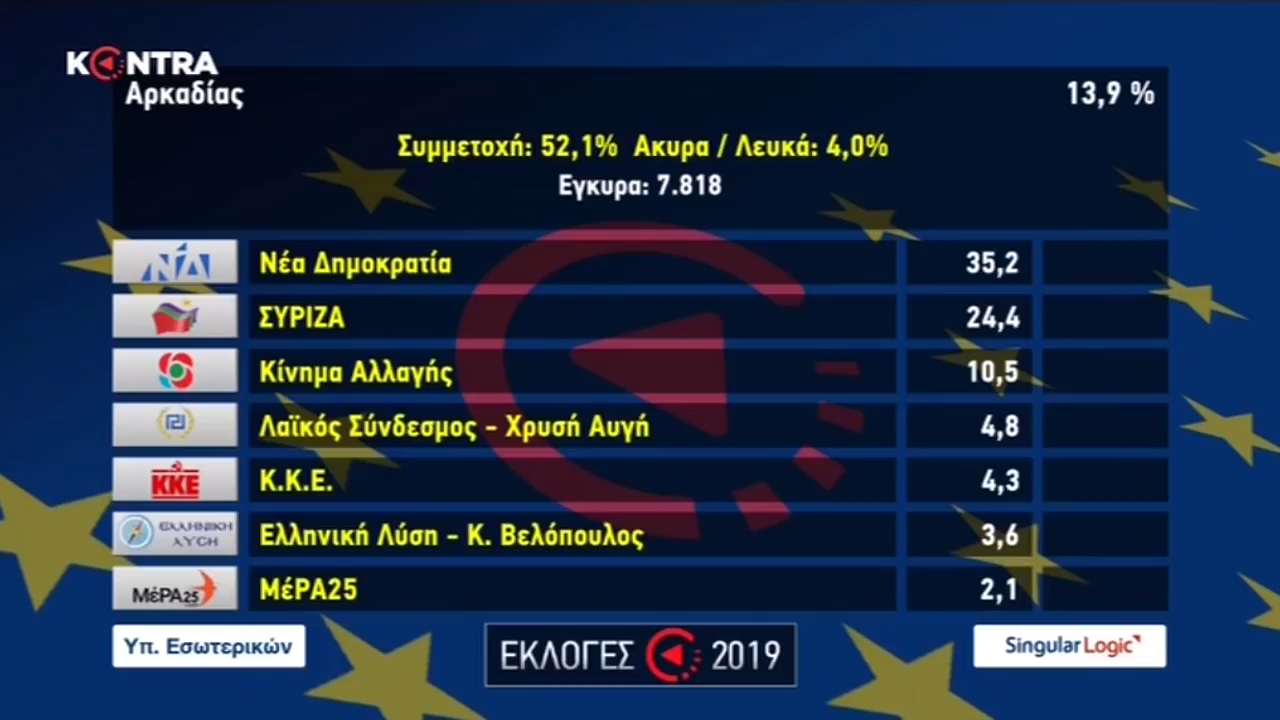 KONTRA
Αρκαδίας 13,9 %
Συμμετοχή: 52,1% Ακυρα / Λευκά: 4,0%
Εγκυρα: 7.818
ΝΔ Νέα Δημοκρατία 35,2
ΣΥΡΙΖΑ 24,4
Κίνημα Αλλαγής 10,5
Λαϊκός Σύνδεσμος - Χρυσή Αυγή 4,8
ΚΚΕ Κ.Κ.Ε. 4,3
ΕΛΛΗΝΙΚΗ ΛΥΣΗ Ελληνική Λύση - Κ. Βελόπουλος 3,6
ΜέΡΑ25 ΜέΡΑ25 2,1
Υπ. Εσωτερικών ΕΚΛΟΓΕΣ 2019 SingularLogic